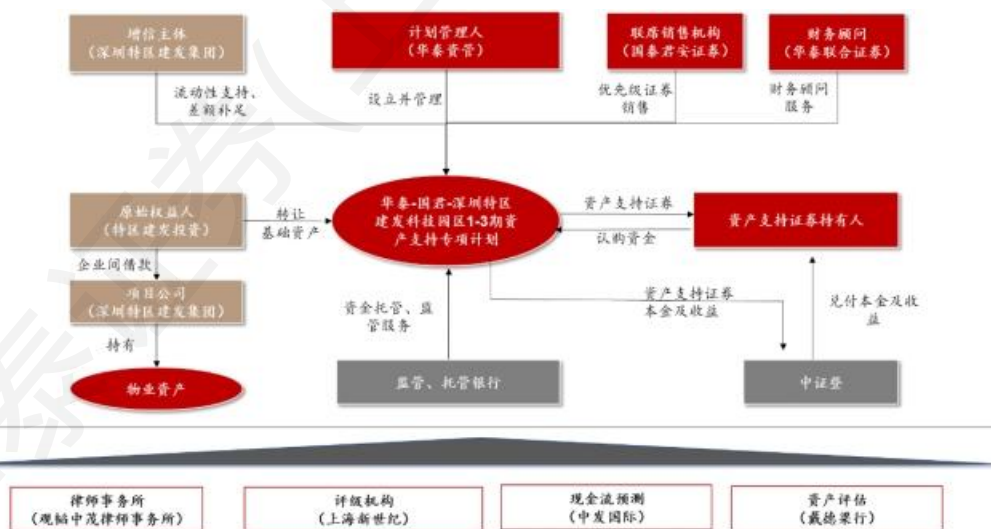 增信主体
（深圳特区建发集团）
计划管理人
（华泰资管）
联席销售机构
（国泰君安证券）
财务顾问
（华泰联合证券）
流动性支持、
差额补足
设立并管理
优先级证券
销售
财务顾问
服务
原始权益人
（特区建发投资）
转让
基础资产
华泰-国君-深圳特区
建发科技园区1-3期资
产支持专项计划
资产支持证券
认购资金
资产支持证券持有人
企业间借款
项目公司
（深圳特区建发集团）
持有
物业资产
资金托管、监
管服务
监管、托管银行
资产支持证券
本金及收益
兑付本金及收
益
中证登
律师事务所
（观韬中茂律师事务所）
评级机构
（上海新世纪）
现金流预测
（中发国际）
资产评估
（戴德梁行）